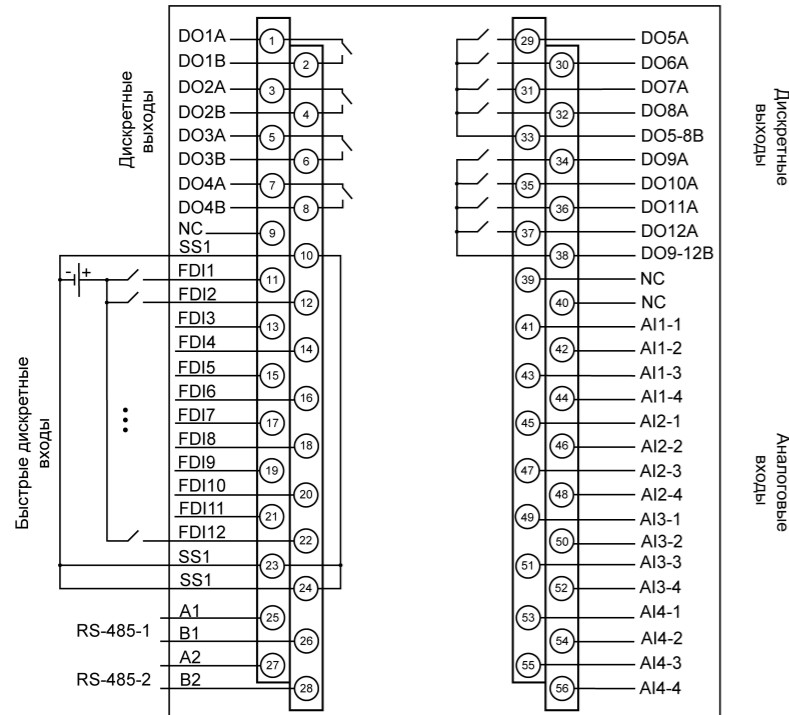 Дискретные
выходы
DO1A 1
DO1B 2
DO2A 3
DO2B 4
DO3A 5
DO3B 6
DO4A 7
DO4B 8
NC 9
SS1 10
Быстрые дискретные
входы
- +
FDI1 11
FDI2 12
FDI3 13
FDI4 14
FDI5 15
FDI6 16
FDI7 17
FDI8 18
FDI9 19
FDI10 20
FDI11 21
FDI12 22
SS1 23
SS1 24
RS-485-1
A1 25
B1 26
RS-485-2
A2 27
B2 28
29 DO5A
30 DO6A
31 DO7A
32 DO8A
33 DO5-8B
34 DO9A
35 DO10A
36 DO11A
37 DO12A
38 DO9-12B
39 NC
40 NC
Дискретные
выходы
41 AI1-1
42 AI1-2
43 AI1-3
44 AI1-4
45 AI2-1
46 AI2-2
47 AI2-3
48 AI2-4
49 AI3-1
50 AI3-2
51 AI3-3
52 AI3-4
53 AI4-1
54 AI4-2
55 AI4-3
56 AI4-4
Аналоговые
входы